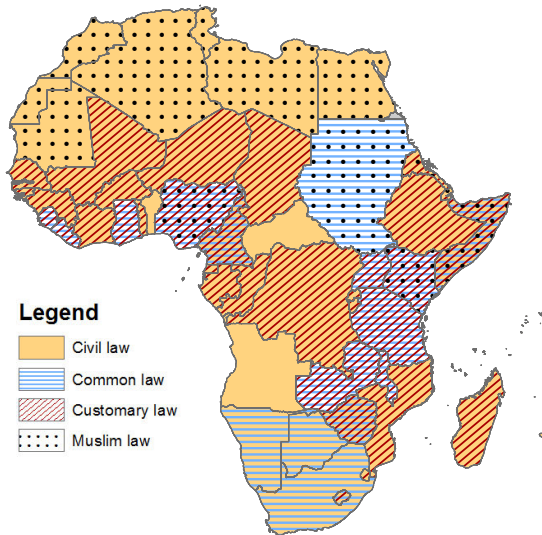 Legend
Civil law
Common law
Customary law
Muslim law